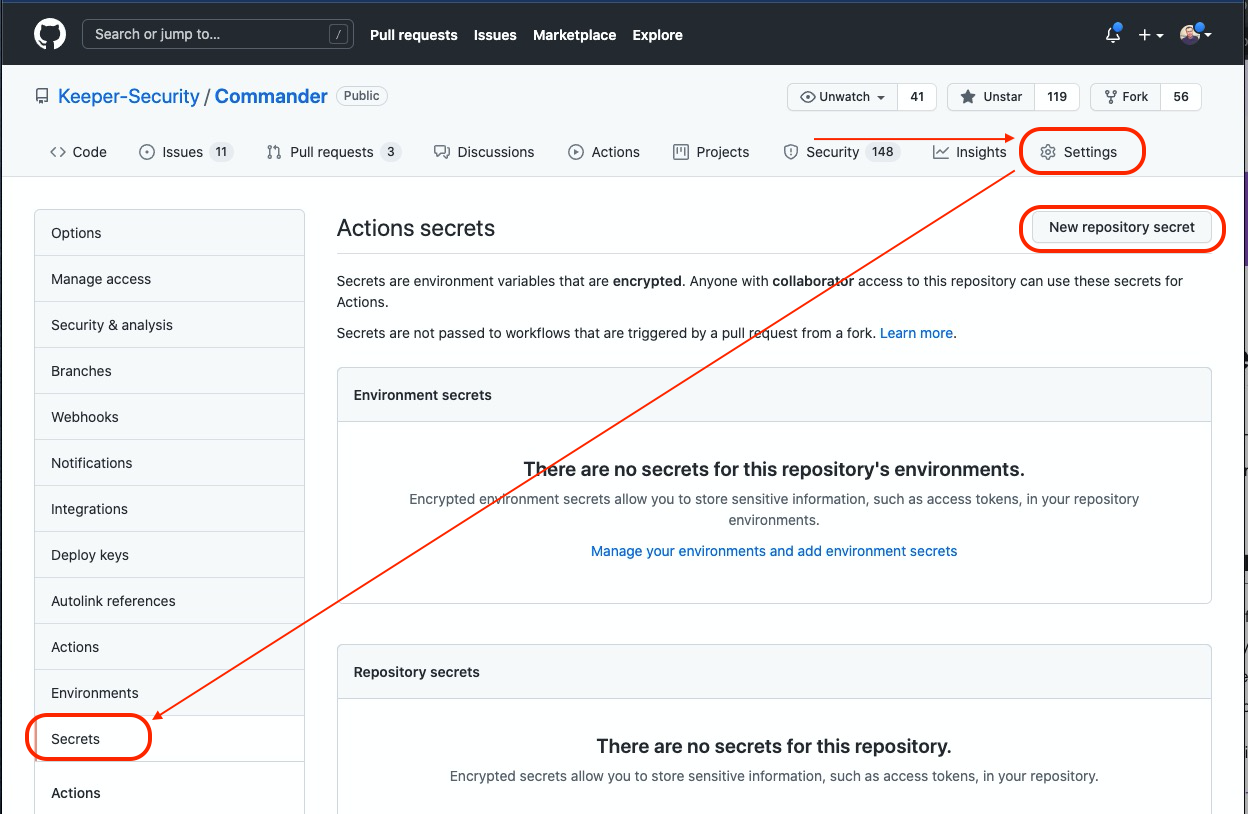 Search or jump to... /
Pull requests Issues Marketplace Explore
Keeper-Security / Commander Public
Unwatch 41 Unstar 119 Fork 56
Code Issues 11 Pull requests 3 Discussions Actions Projects Security 148 Insights Settings
Options
Manage access
Security & analysis
Branches
Webhooks
Notifications
Integrations
Deploy keys
Autolink references
Actions
Environments
Secrets
Actions
Actions secrets
New repository secret
Secrets are environment variables that are encrypted. Anyone with collaborator access to this repository can use these secrets for
Actions.
Secrets are not passed to workflows that are triggered by a pull request from a fork. Learn more.
Environment secrets
There are no secrets for this repository's environments.
Encrypted environment secrets allow you to store sensitive information, such as access tokens, in your repository
environments.
Manage your environments and add environment secrets
Repository secrets
There are no secrets for this repository.
Encrypted secrets allow you to store sensitive information, such as access tokens, in your repository.